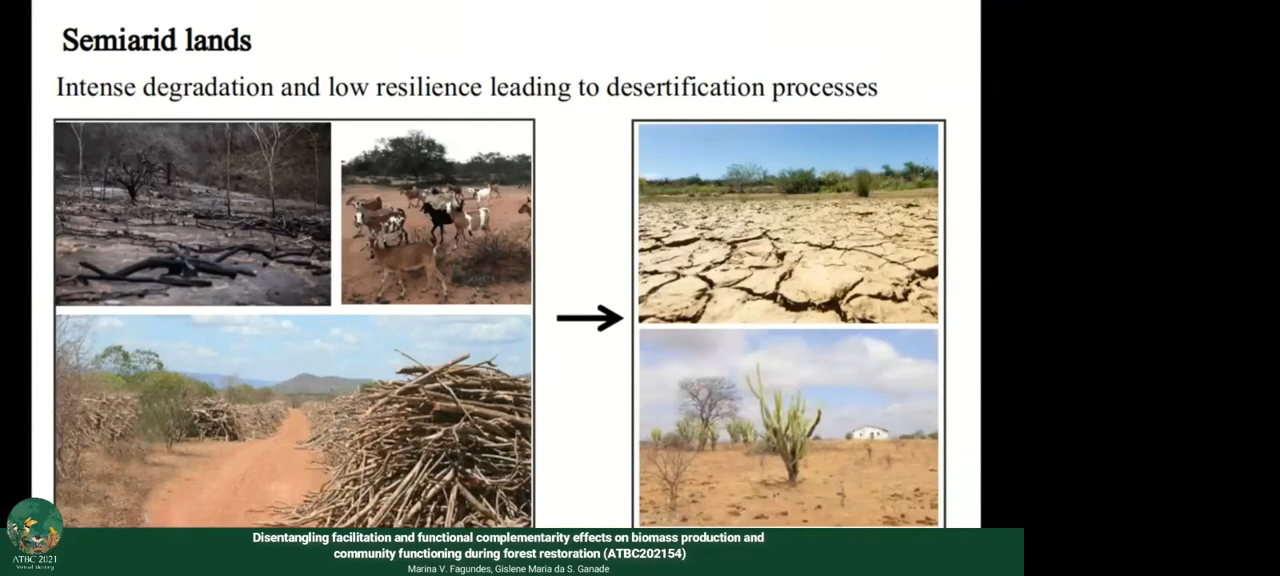 Semiarid lands
Intense degradation and low resilience leading to desertification processes
Disentangling facilitation and functional complementarity effects on biomass production and
community functioning during forest restoration (ATBC202154)
Marina V. Fagundes, Gislene Maria da S. Ganade
ATBC 2021
Virtual Meeting